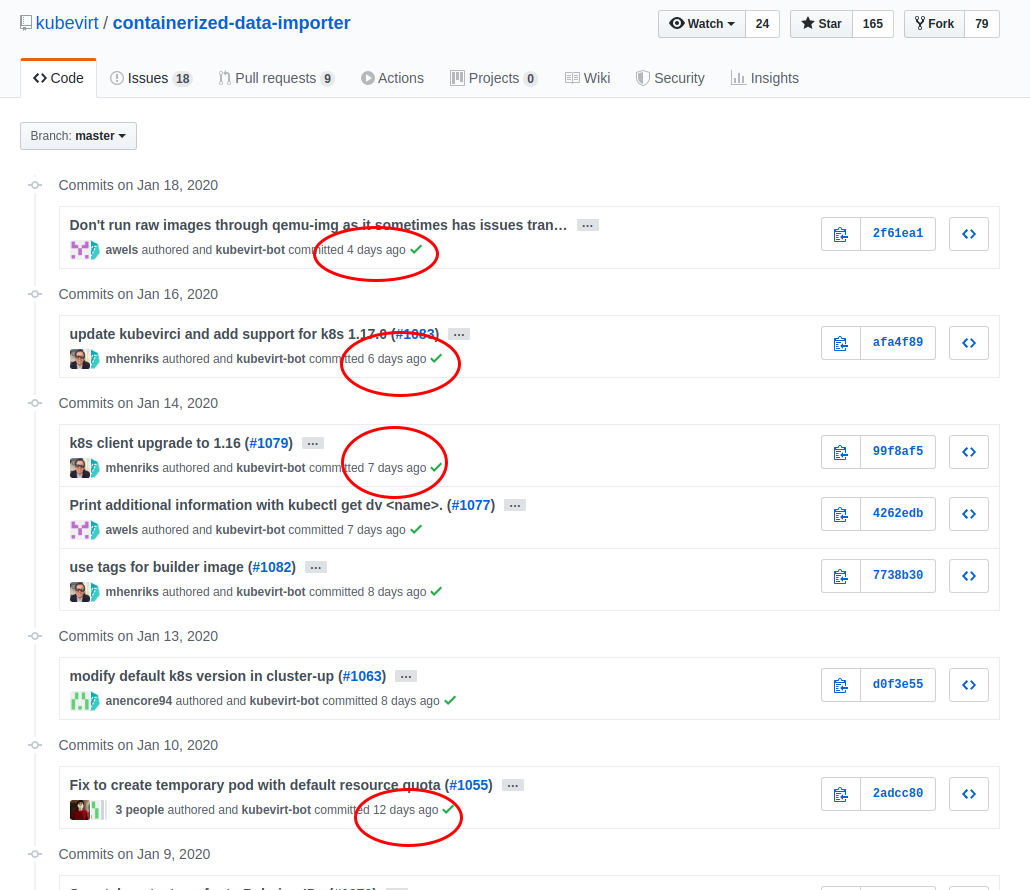 kubevirt / containerized-data-importer
Watch 24 Star 165 Fork 79
Code Issues 18 Pull requests 9 Actions Projects 0 Wiki Security Insights
Branch: master
Commits on Jan 18, 2020
Don't run raw images through qemu-img as it sometimes has issues tran… …
awels authored and kubevirt-bot committed 4 days ago
2f61ea1
Commits on Jan 16, 2020
update kubevirci and add support for k8s 1.17.0 (#1083) …
mhenriks authored and kubevirt-bot committed 6 days ago
afa4f89
Commits on Jan 14, 2020
k8s client upgrade to 1.16 (#1079) …
mhenriks authored and kubevirt-bot committed 7 days ago
99f8af5
Print additional information with kubectl get dv <name>. (#1077) …
awels authored and kubevirt-bot committed 7 days ago
4262edb
use tags for builder image (#1082) …
mhenriks authored and kubevirt-bot committed 8 days ago
7738b30
Commits on Jan 13, 2020
modify default k8s version in cluster-up (#1063) …
anencore94 authored and kubevirt-bot committed 8 days ago
d0f3e55
Commits on Jan 10, 2020
Fix to create temporary pod with default resource quota (#1055) …
3 people authored and kubevirt-bot committed 12 days ago
2adcc80
Commits on Jan 9, 2020